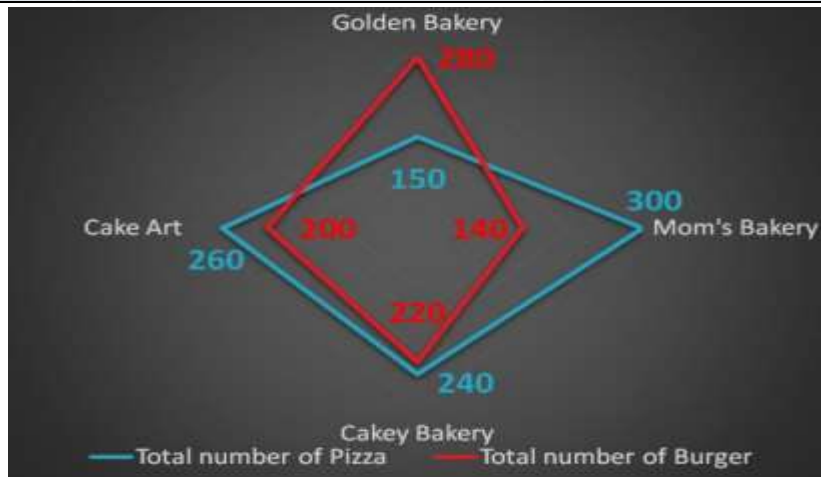 Golden Bakery
280
150
300
Cake Art
200
140
Mom's Bakery
260
220
240
Cakey Bakery
Total number of Pizza
Total number of Burger